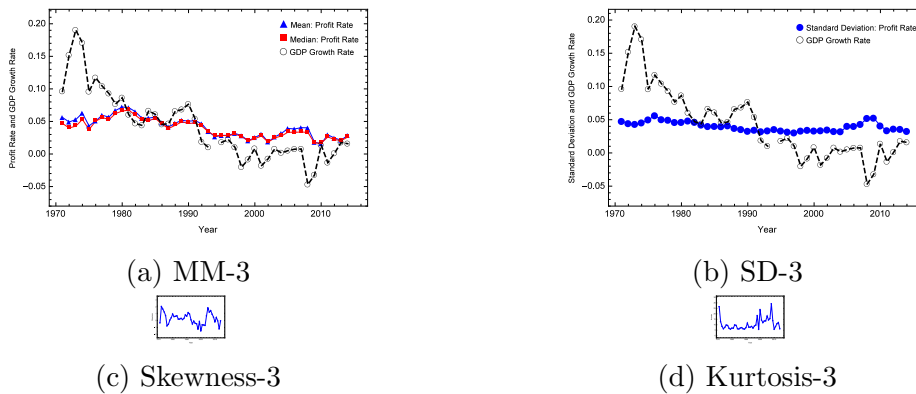 Mean: Profit Rate
Median: Profit Rate
GDP Growth Rate
Profit Rate and GDP Growth Rate
0.20
0.15
0.10
0.05
0.00
-0.05
1970 1980 1990 2000 2010
Year
(a) MM-3
Standard Deviation: Profit Rate
GDP Growth Rate
Standard Deviation and GDP Growth Rate
0.20
0.15
0.10
0.05
0.00
-0.05
1970 1980 1990 2000 2010
Year
(b) SD-3
(c) Skewness-3
(d) Kurtosis-3